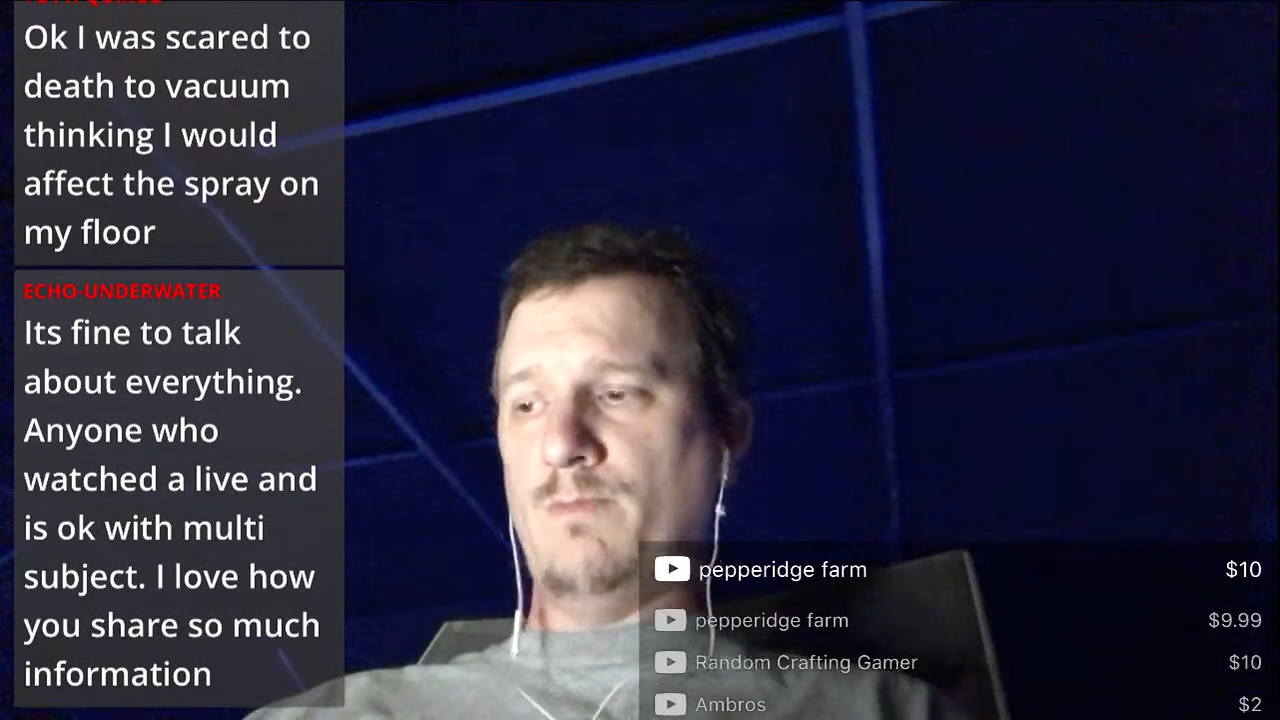 Ok I was scared to
death to vacuum
thinking I would
affect the spray on
my floor
ECHO-UNDERWATER
Its fine to talk
about everything.
Anyone who
watched a live and
is ok with multi
subject. I love how
you share so much
information
pepperidge farm $10
pepperidge farm $9.99
Random Crafting Gamer $10
Ambros $2